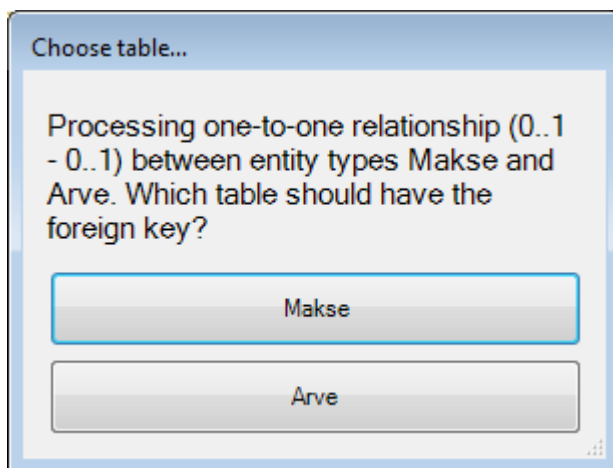 Choose table...
Processing one-to-one relationship (0..1
- 0..1) between entity types Makse and
Arve. Which table should have the
foreign key?
Makse
Arve